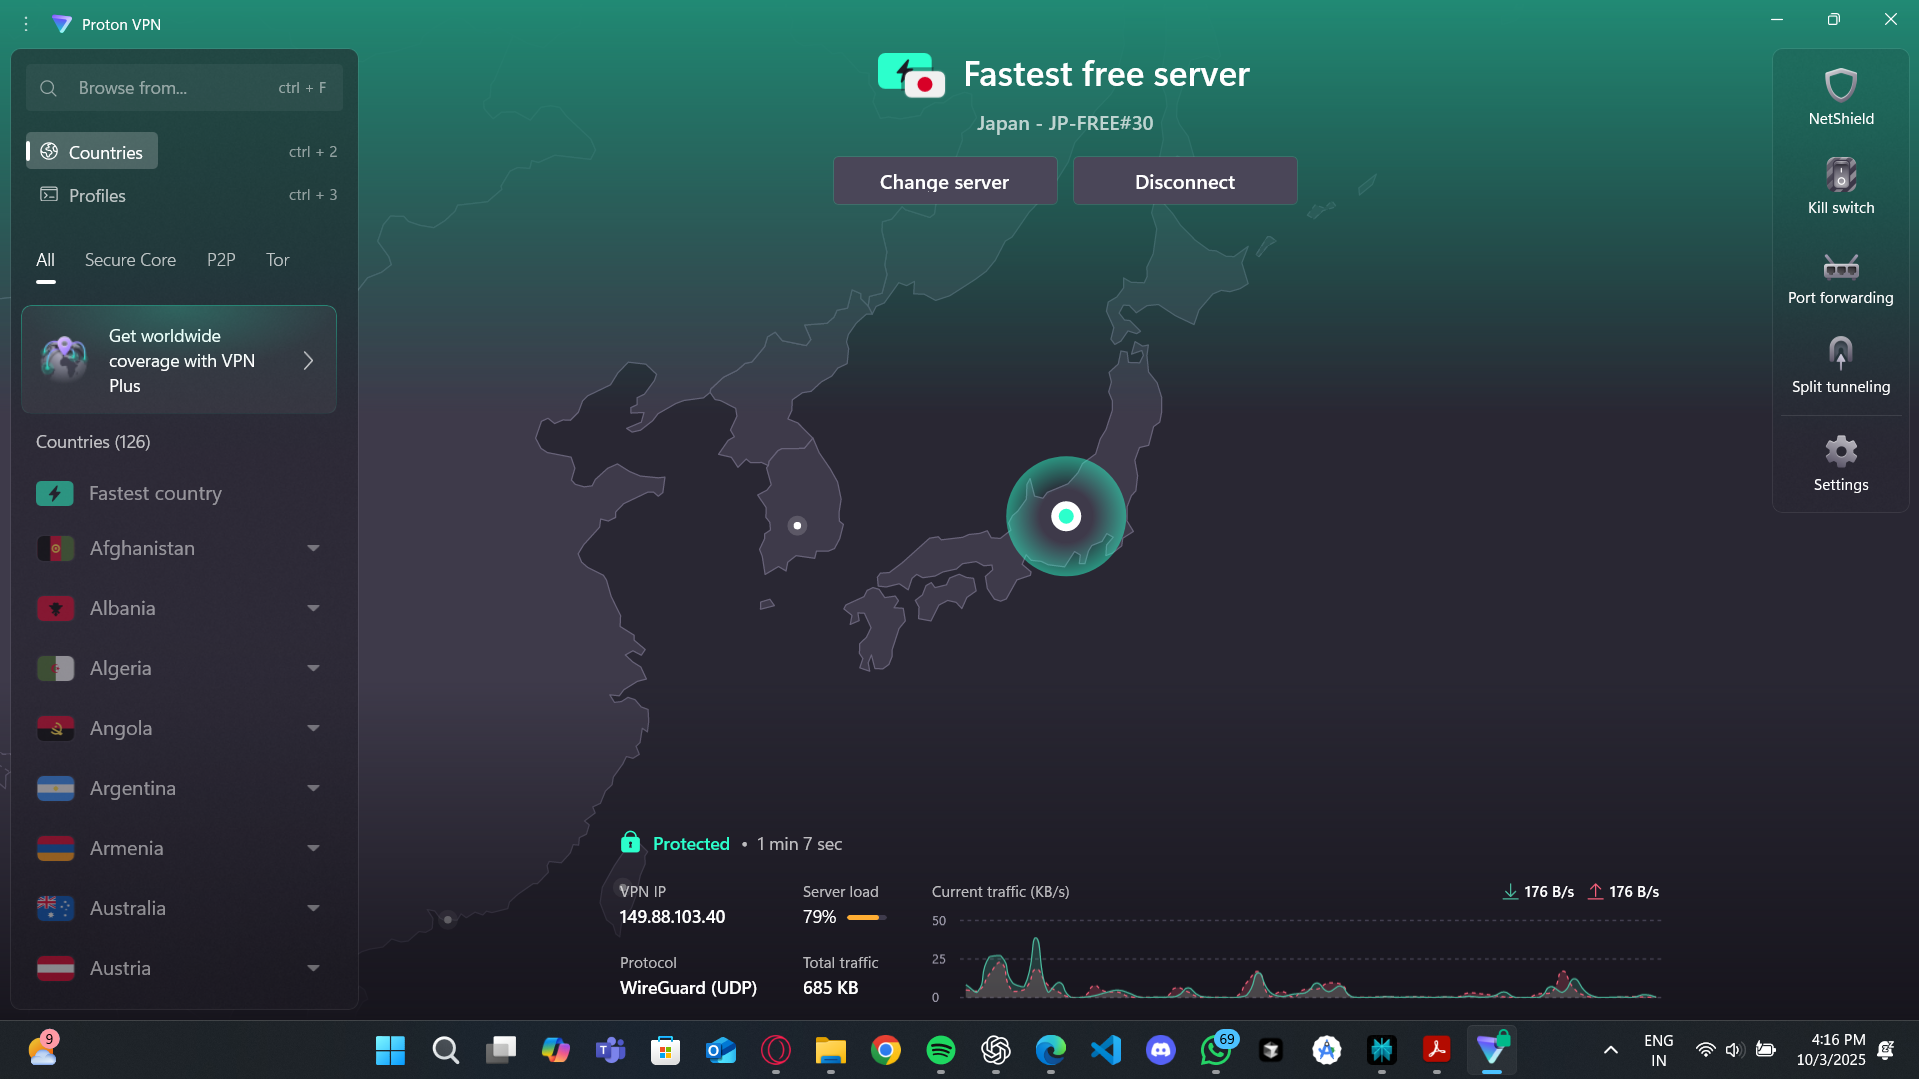 Proton VPN
Browse from...
ctrl + F
Countries
ctrl + 2
Profiles
ctrl + 3
All
Secure Core
P2P
Tor
Get worldwide
coverage with VPN
Plus
Countries (126)
Fastest country
Afghanistan
Albania
Algeria
Angola
Argentina
Armenia
Australia
Austria
Fastest free server
Japan - JP-FREE#30
Change server
Disconnect
NetShield
Kill switch
Port forwarding
Split tunneling
Settings
Protected • 1 min 7 sec
VPN IP
149.88.103.40
Server load
79%
Protocol
WireGuard (UDP)
Total traffic
685 KB
Current traffic (KB/s)
176 B/s
176 B/s
50
25
0
9
69
ENG
IN
4:16 PM
10/3/2025